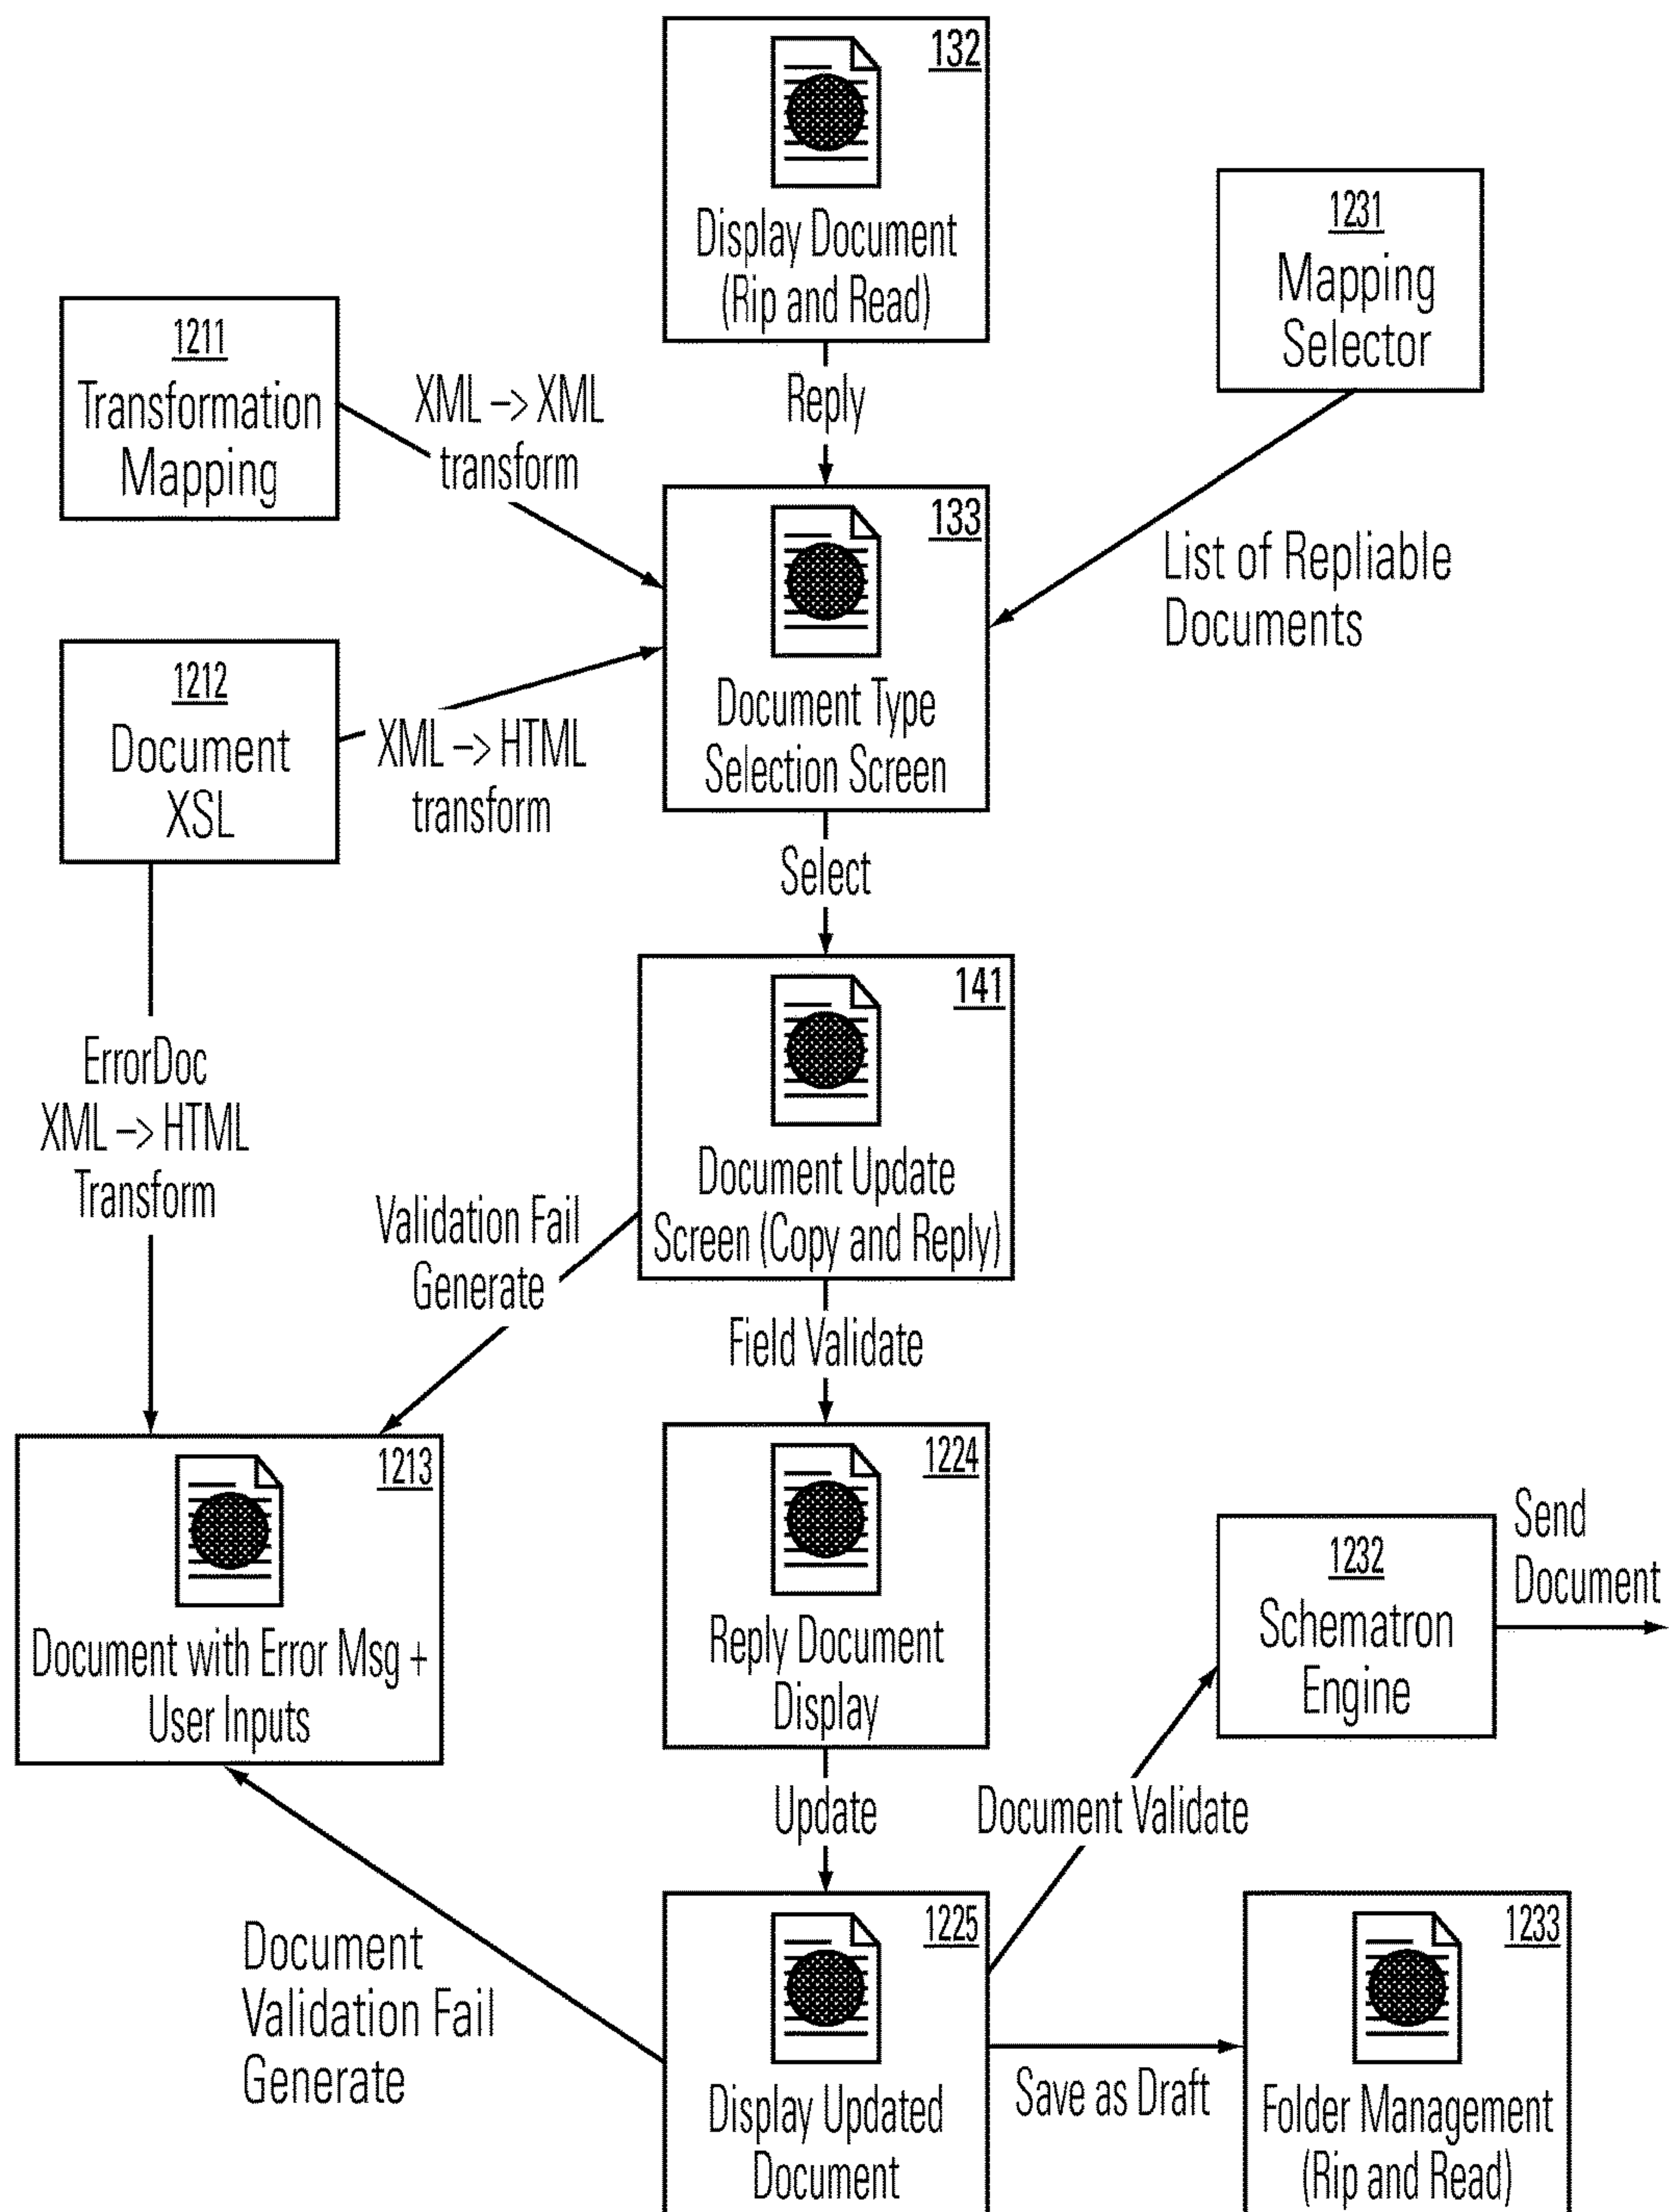 132
Display Document
(Rip and Read)
1231
Mapping
Selector
1211
Transformation
Mapping
XML –> XML
transform
Reply
133
Document Type
Selection Screen
List of Repliable
Documents
1212
Document
XSL
XML –> HTML
transform
Select
141
Document Update
Screen (Copy and Reply)
ErrorDoc
XML –> HTML
Transform
Validation Fail
Generate
Field Validate
1213
Document with Error Msg +
User Inputs
1224
Reply Document
Display
1232
Schematron
Engine
Send
Document
Update
Document Validate
Document
Validation Fail
Generate
1225
Display Updated
Document
Save as Draft
1233
Folder Management
(Rip and Read)